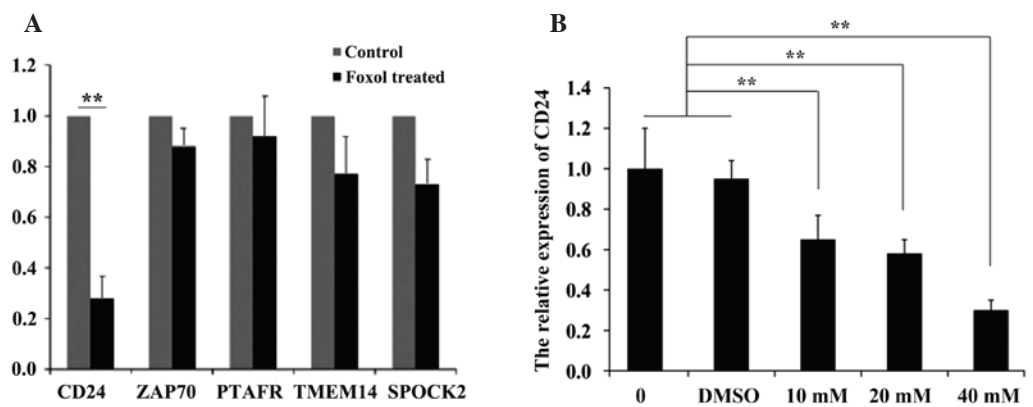 A
Control
Foxol treated
1.2
1.0
0.8
0.6
0.4
0.2
0.0
**
CD24 ZAP70 PTAFR TMEM14 SPOCK2
B
The relative expression of CD24
1.4
1.2
1.0
0.8
0.6
0.4
0.2
0
**
**
**
0 DMSO 10 mM 20 mM 40 mM